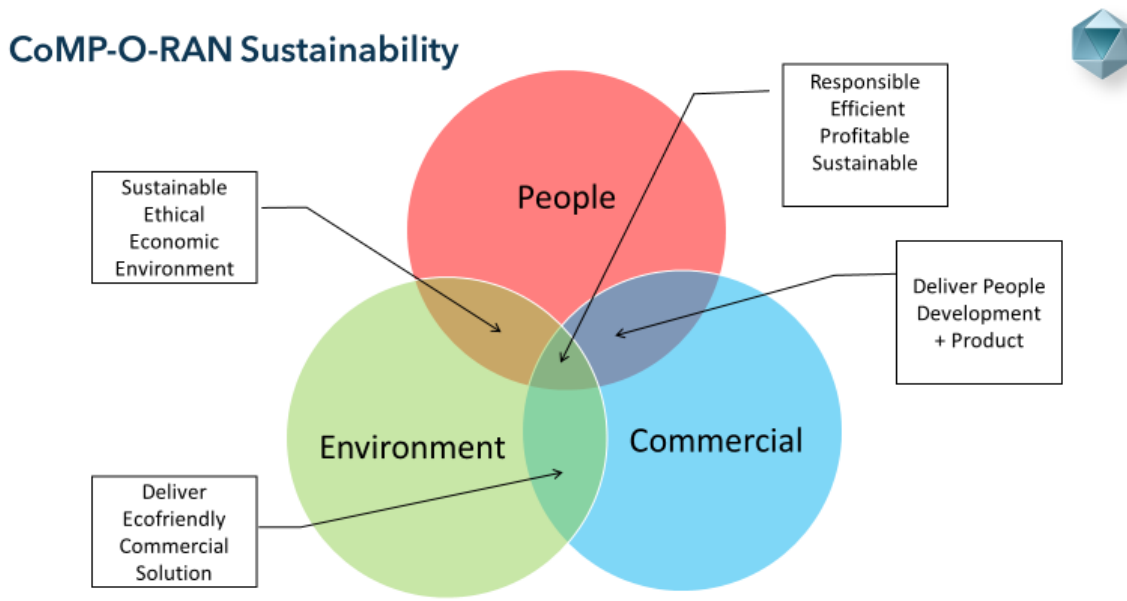 CoMP-O-RAN Sustainability
Responsible
Efficient
Profitable
Sustainable
People
Sustainable
Ethical
Economic
Environment
Deliver People
Development
+ Product
Environment
Commercial
Deliver
Ecofriendly
Commercial
Solution